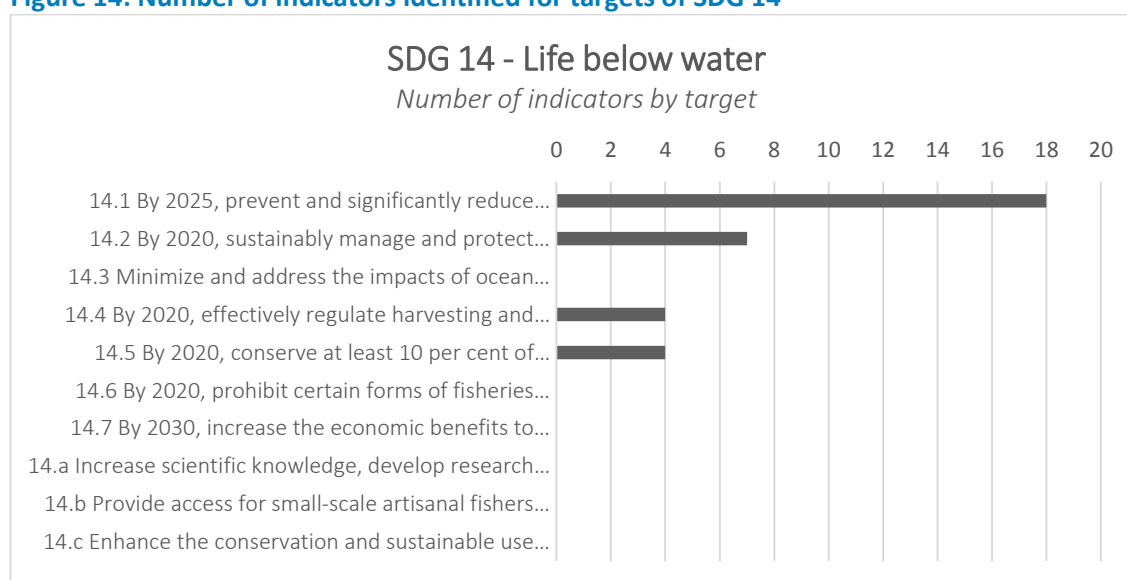 Figure 14: Number of indicators identified for targets of SDG 14
SDG 14 - Life below water
Number of indicators by target
0 2 4 6 8 10 12 14 16 18 20
14.1 By 2025, prevent and significantly reduce...
14.2 By 2020, sustainably manage and protect...
14.3 Minimize and address the impacts of ocean...
14.4 By 2020, effectively regulate harvesting and...
14.5 By 2020, conserve at least 10 per cent of...
14.6 By 2020, prohibit certain forms of fisheries...
14.7 By 2030, increase the economic benefits to...
14.a Increase scientific knowledge, develop research...
14.b Provide access for small-scale artisanal fishers...
14.c Enhance the conservation and sustainable use...